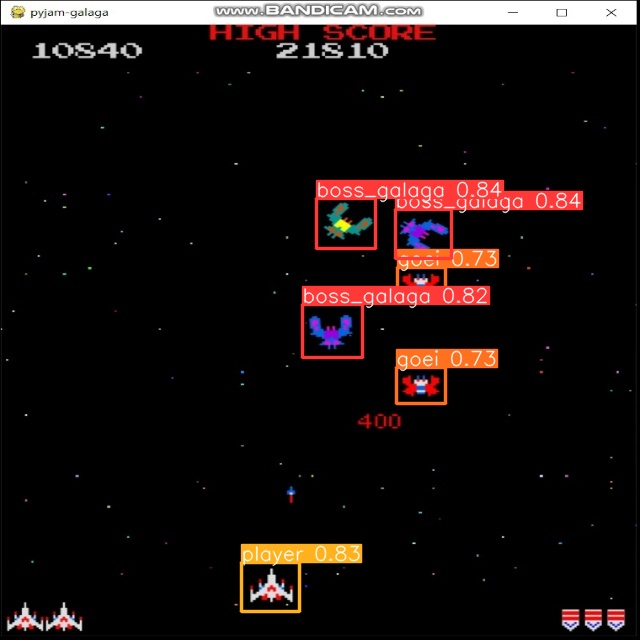 pyjam-galaga
www.BANDICAM.com
HIGH SCORE
10840
21810
boss_galaga 0.84
boss_galaga 0.84
goei 0.73
boss_galaga 0.82
goei 0.73
400
player 0.83